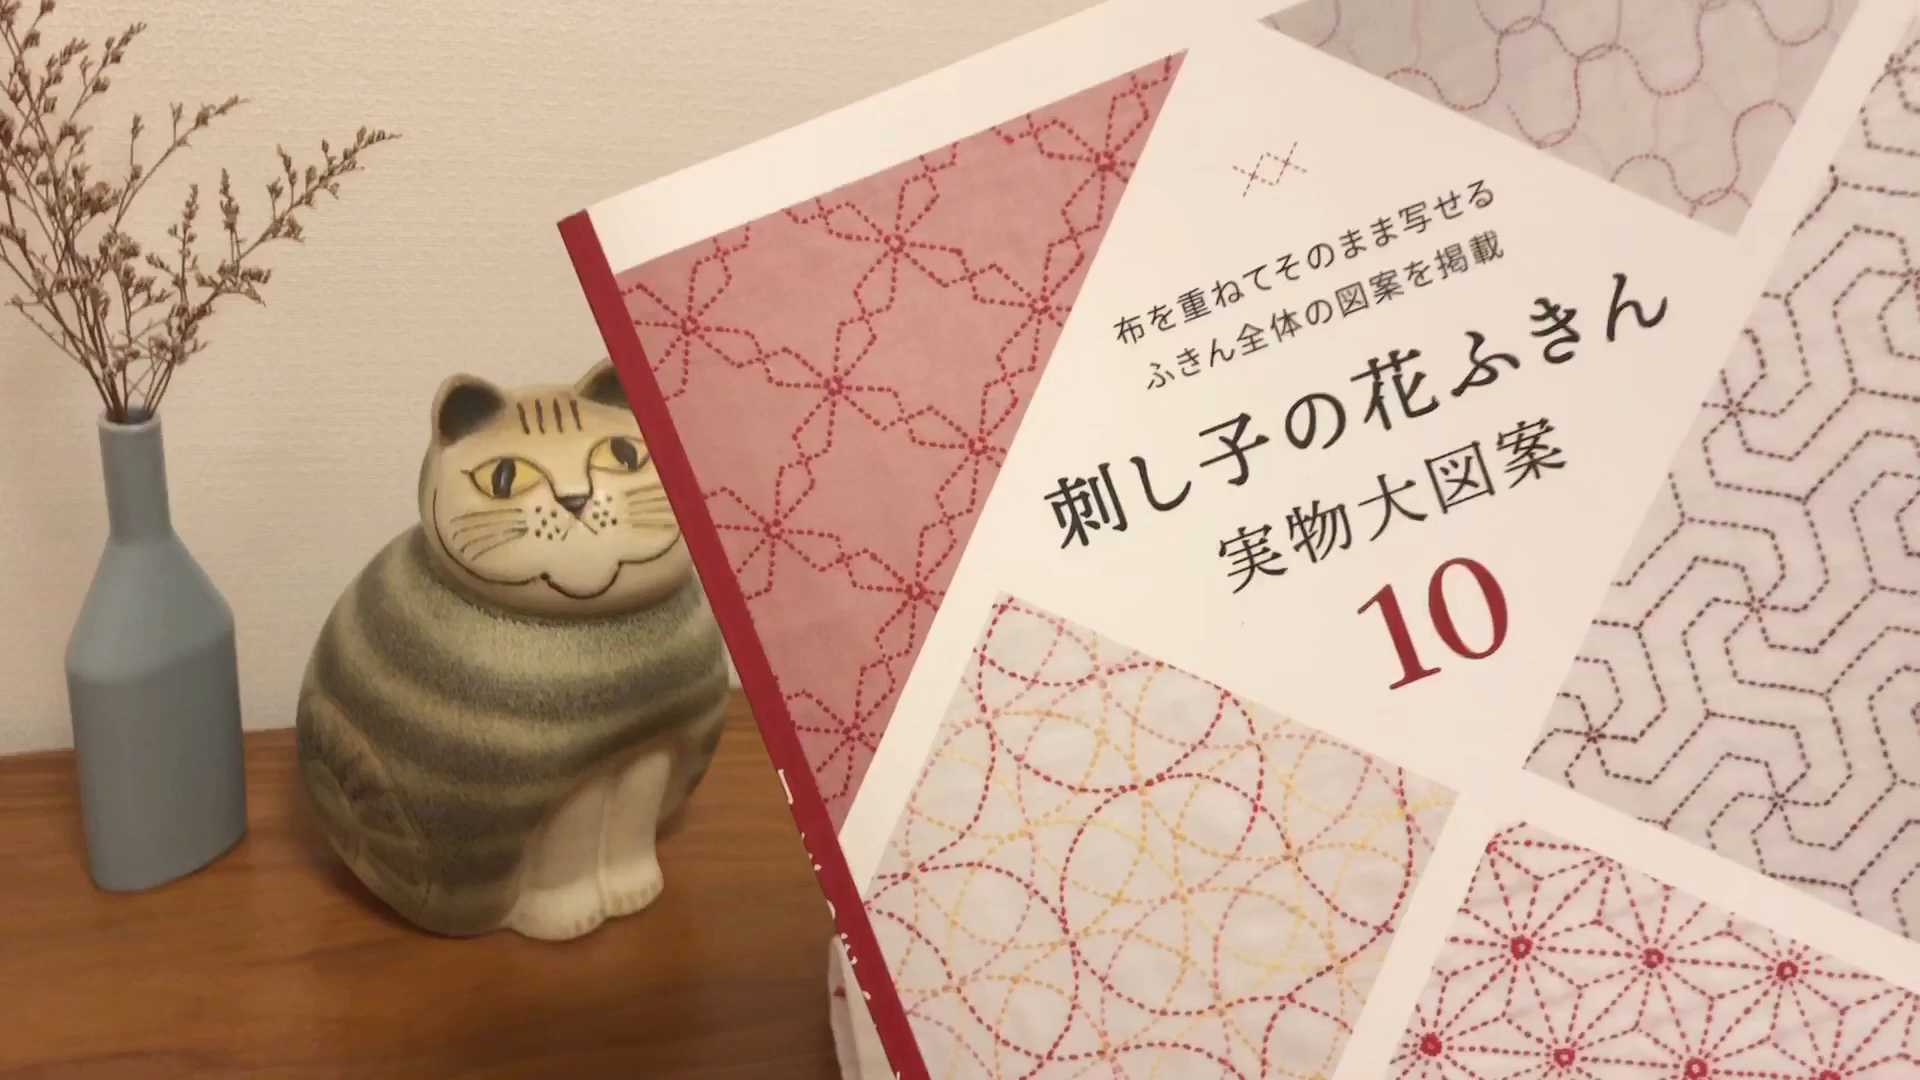 布を重ねてそのまま写せる
ふきん全体の図案を掲載
刺し子の花ふきん
実物大図案
10